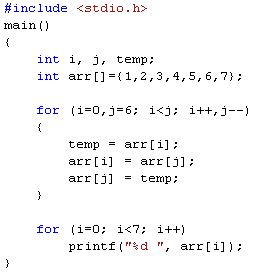 #include <stdio.h>
main()
{
    int i, j, temp;
    int arr[]={1,2,3,4,5,6,7};

    for (i=0,j=6; i<j; i++,j--)
    {
        temp = arr[i];
        arr[i] = arr[j];
        arr[j] = temp;
    }

    for (i=0; i<7; i++)
        printf("%d ", arr[i]);
}